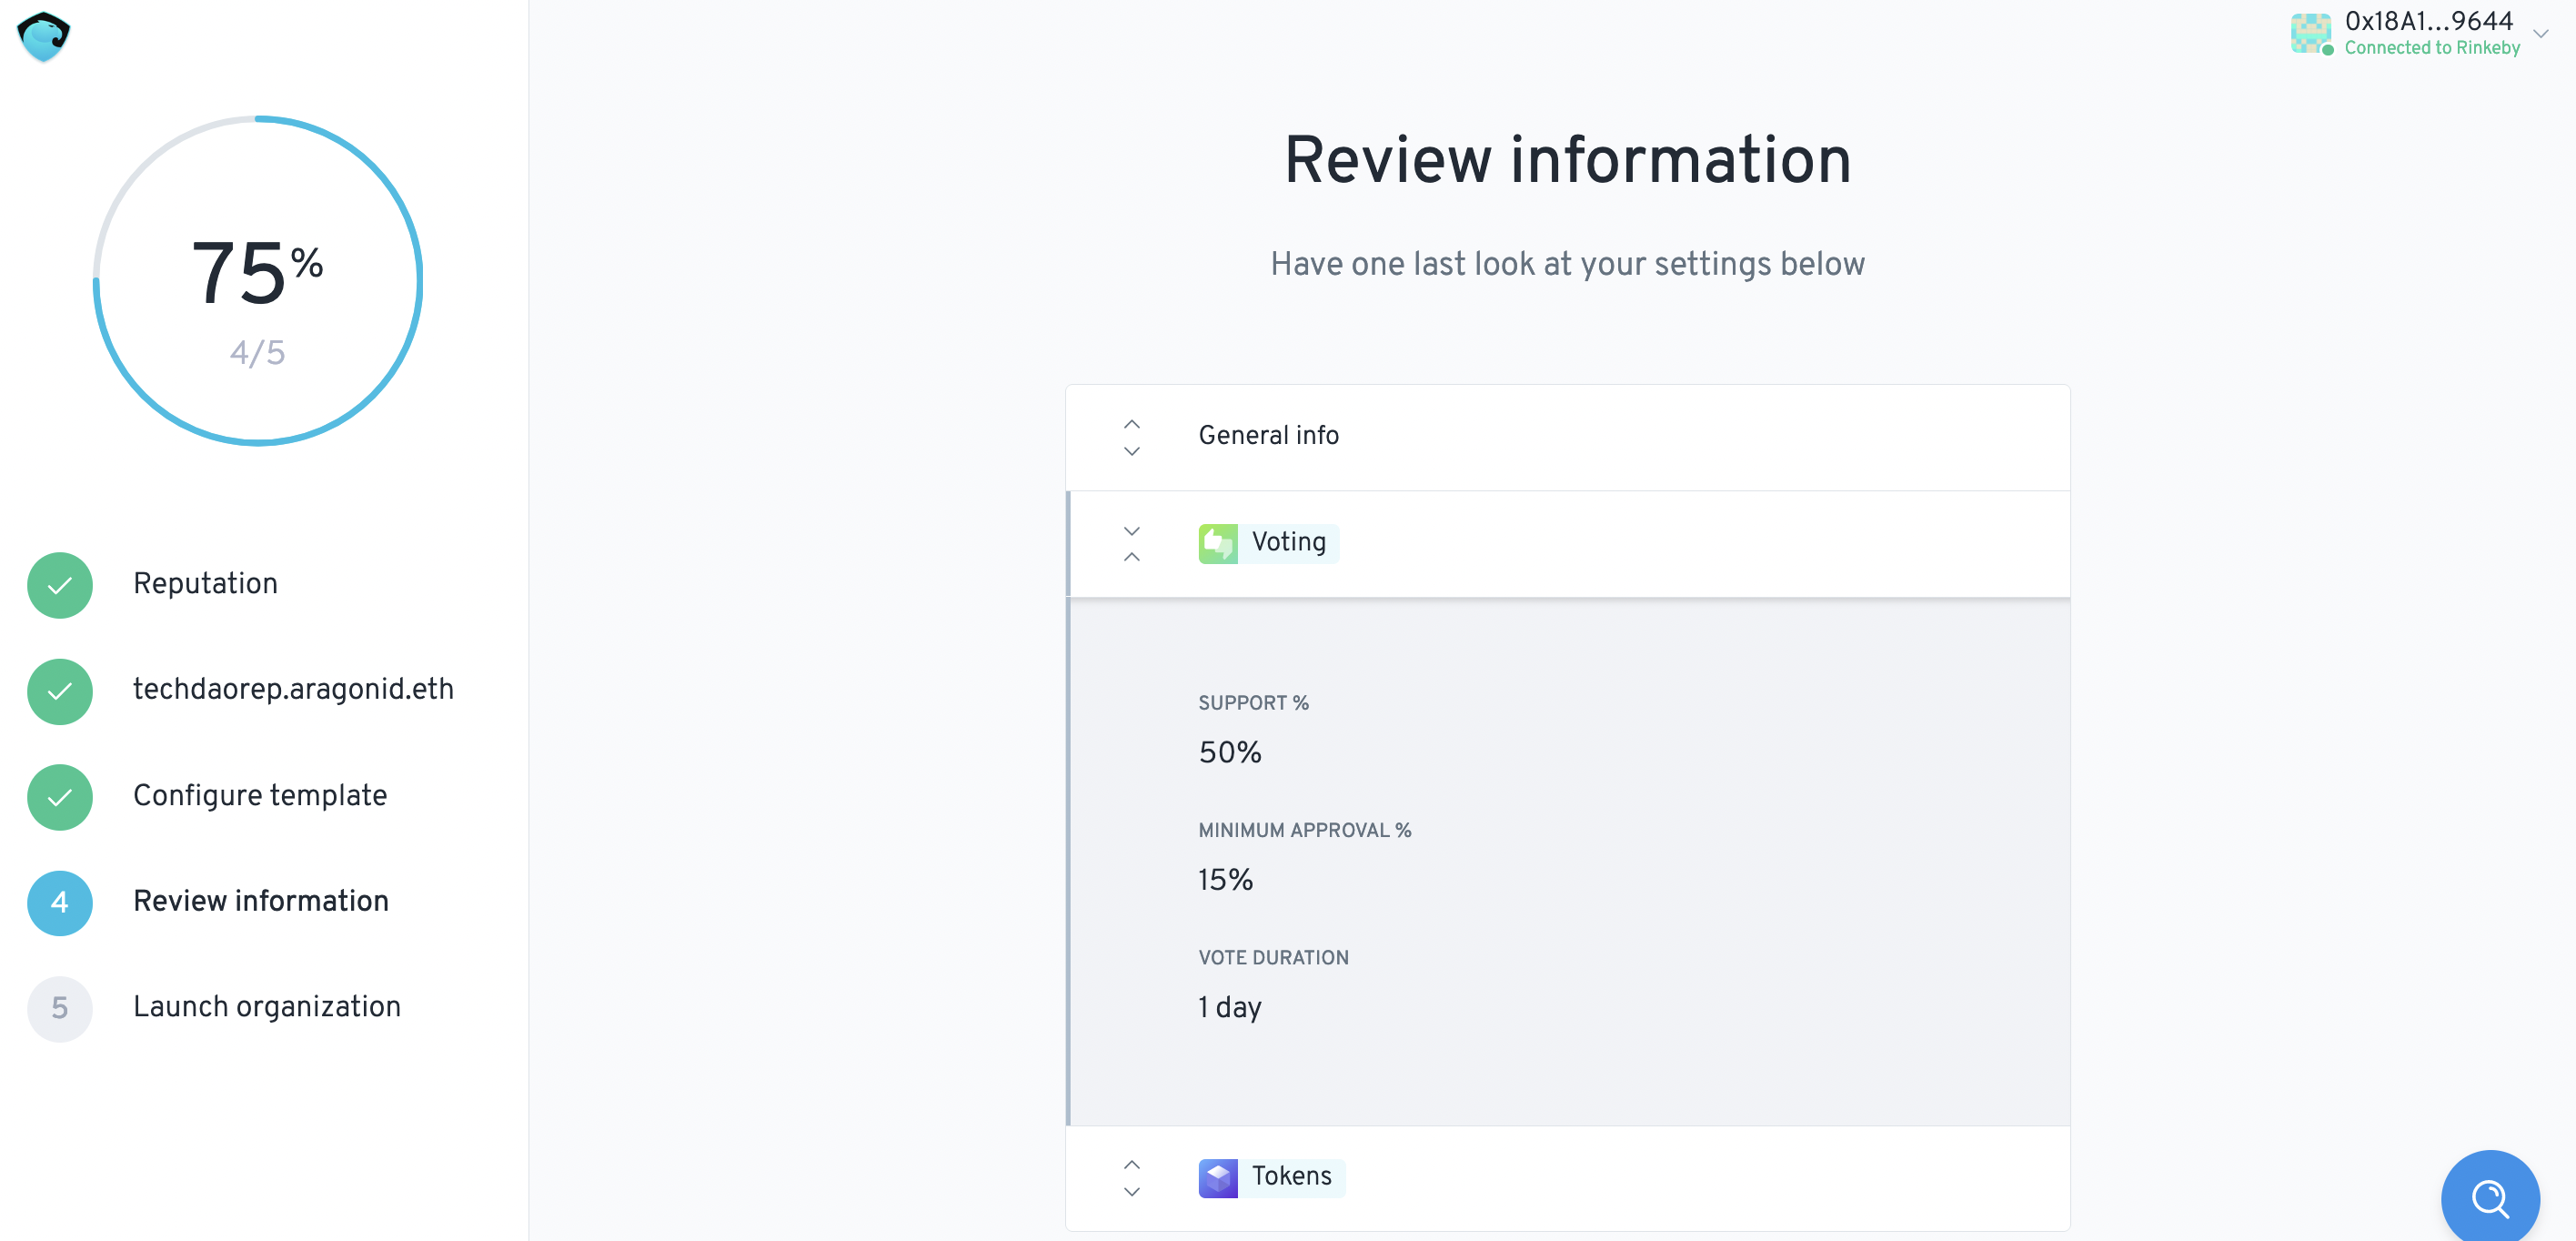 0x18A1...9644
Connected to Rinkeby
75%
4/5
Reputation
techdaorep.aragonid.eth
Configure template
4
Review information
5
Launch organization
Review information
Have one last look at your settings below
General info
Voting
SUPPORT %
50%
MINIMUM APPROVAL %
15%
VOTE DURATION
1 day
Tokens